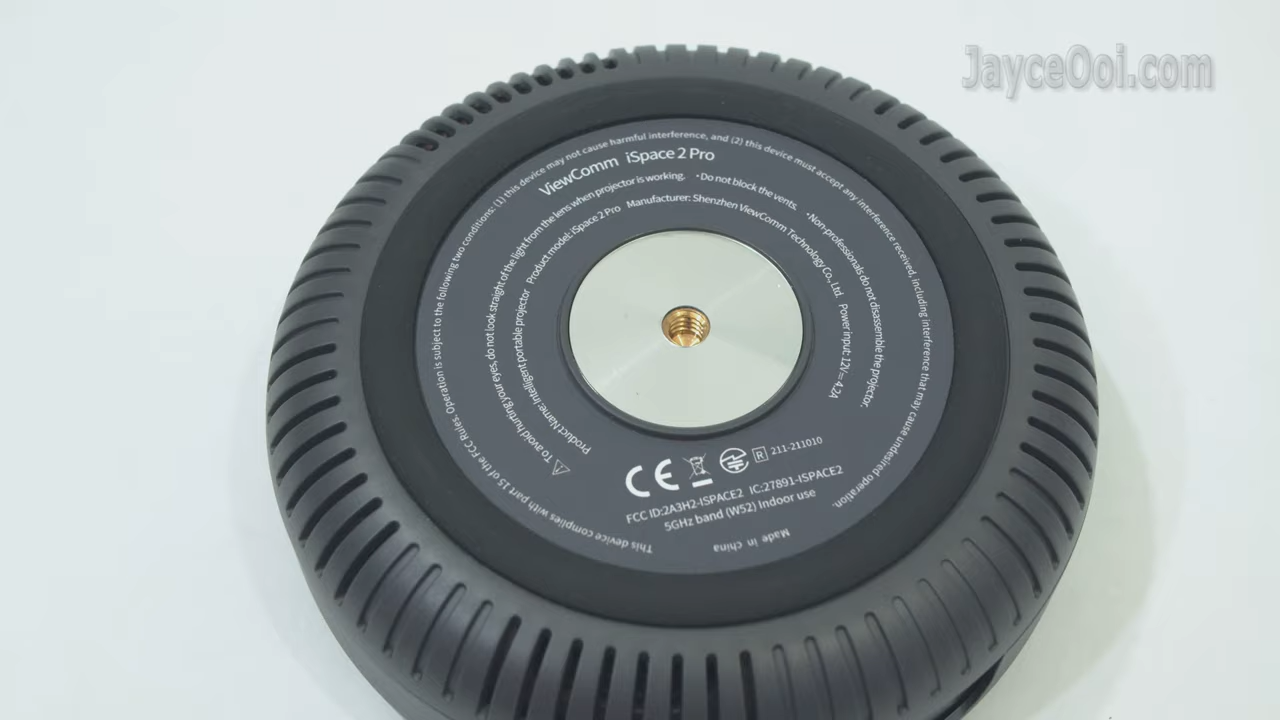 JayceOoi.com
This device complies with part 15 of the FCC Rules. Operation is subject to the following two conditions: (1) this device may not cause harmful interference, and (2) this device must accept any interference received, including interference that may cause undesired operation.
ViewComm iSpace 2 Pro
To avoid hurting your eyes, do not look straight of the light from the lens when projector is working. •Do not block the vents. •Non-professionals do not disassemble the projector.
Product Name: Intelligent portable projector Product model: iSpace 2 Pro Manufacturer: Shenzhen ViewComm Technology Co., Ltd. Power input: 12V⎓4.2A
CE R 211-211010
FCC ID:2A3H2-ISPACE2 IC:27891-ISPACE2
5GHz band (W52) Indoor use
Made in china